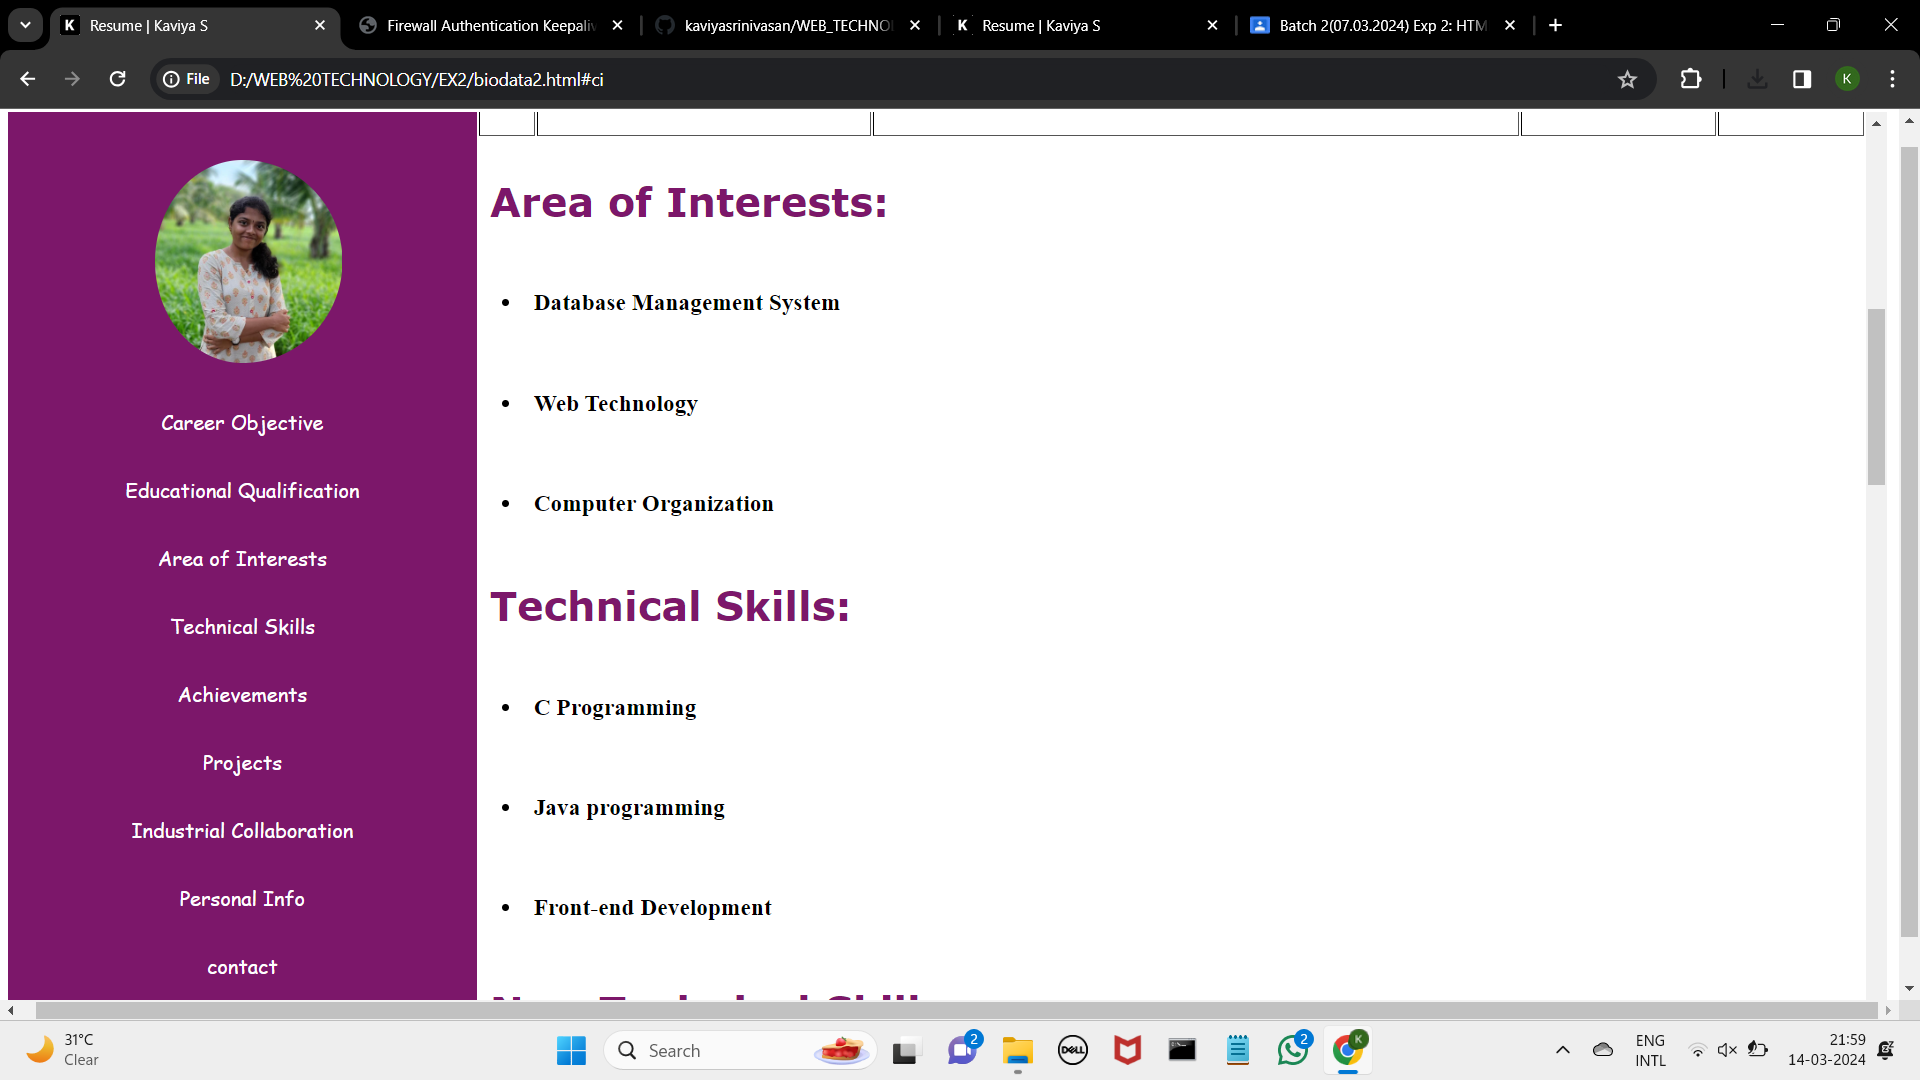 Resume | Kaviya S
Firewall Authentication Keepaliv
kaviyasrinivasan/WEB_TECHNO
Resume | Kaviya S
Batch 2(07.03.2024) Exp 2: HTM
File
D:/WEB%20TECHNOLOGY/EX2/biodata2.html#ci
K
Career Objective
Educational Qualification
Area of Interests
Technical Skills
Achievements
Projects
Industrial Collaboration
Personal Info
contact
Area of Interests:
• Database Management System
• Web Technology
• Computer Organization
Technical Skills:
• C Programming
• Java programming
• Front-end Development
31°C
Clear
Search
2
DELL
2
K
ENG
INTL
21:59
14-03-2024